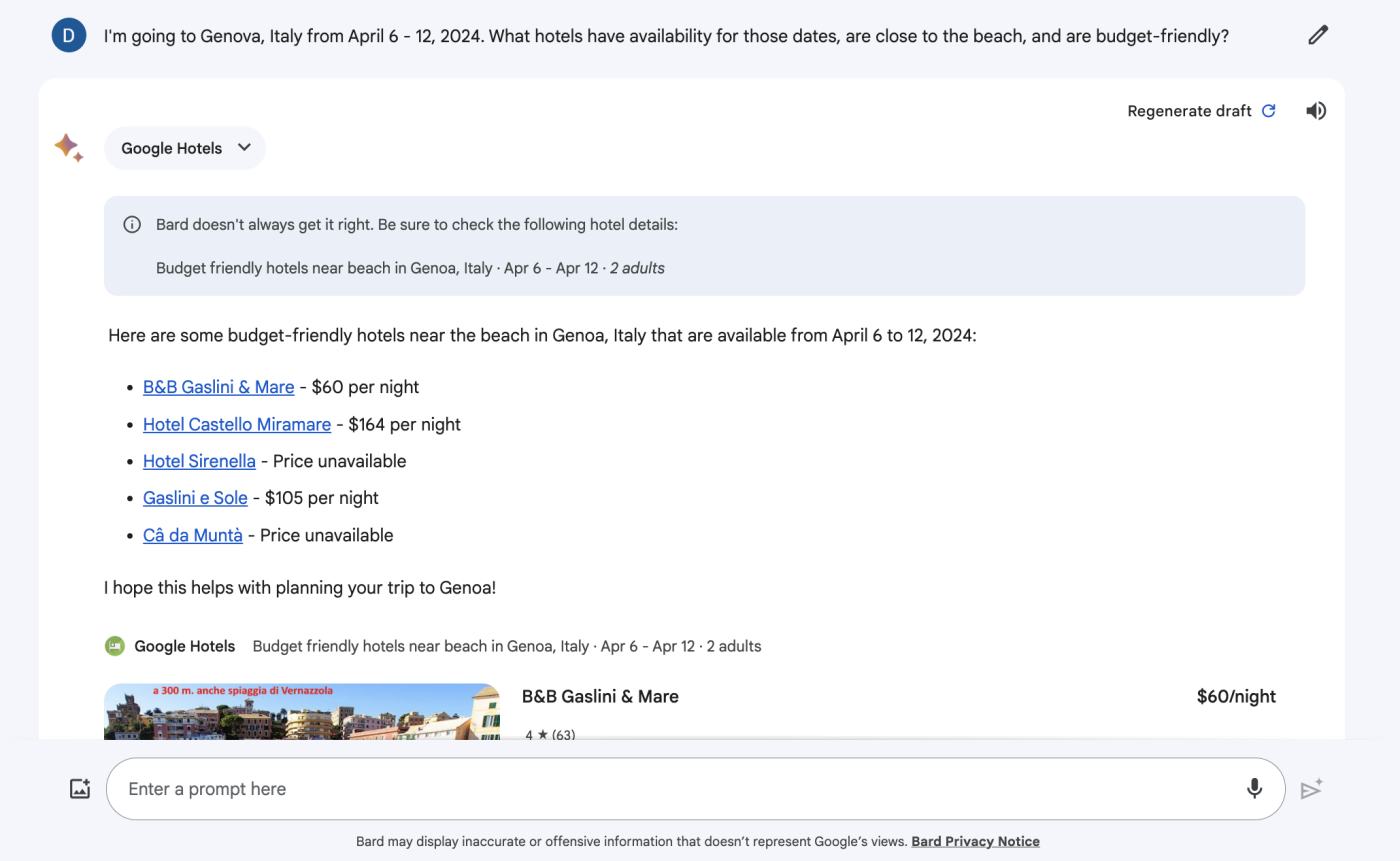 D
I'm going to Genova, Italy from April 6 - 12, 2024. What hotels have availability for those dates, are close to the beach, and are budget-friendly?
Regenerate draft
Google Hotels
Bard doesn't always get it right. Be sure to check the following hotel details:
Budget friendly hotels near beach in Genoa, Italy · Apr 6 - Apr 12 · 2 adults
Here are some budget-friendly hotels near the beach in Genoa, Italy that are available from April 6 to 12, 2024:
• B&B Gaslini & Mare - $60 per night
• Hotel Castello Miramare - $164 per night
• Hotel Sirenella - Price unavailable
• Gaslini e Sole - $105 per night
• Câ da Muntà - Price unavailable
I hope this helps with planning your trip to Genoa!
Google Hotels Budget friendly hotels near beach in Genoa, Italy · Apr 6 - Apr 12 · 2 adults
a 300 m. anche spiaggia di Vernazzola
B&B Gaslini & Mare $60/night
4 ★ (63)
Enter a prompt here
Bard may display inaccurate or offensive information that doesn’t represent Google’s views. Bard Privacy Notice